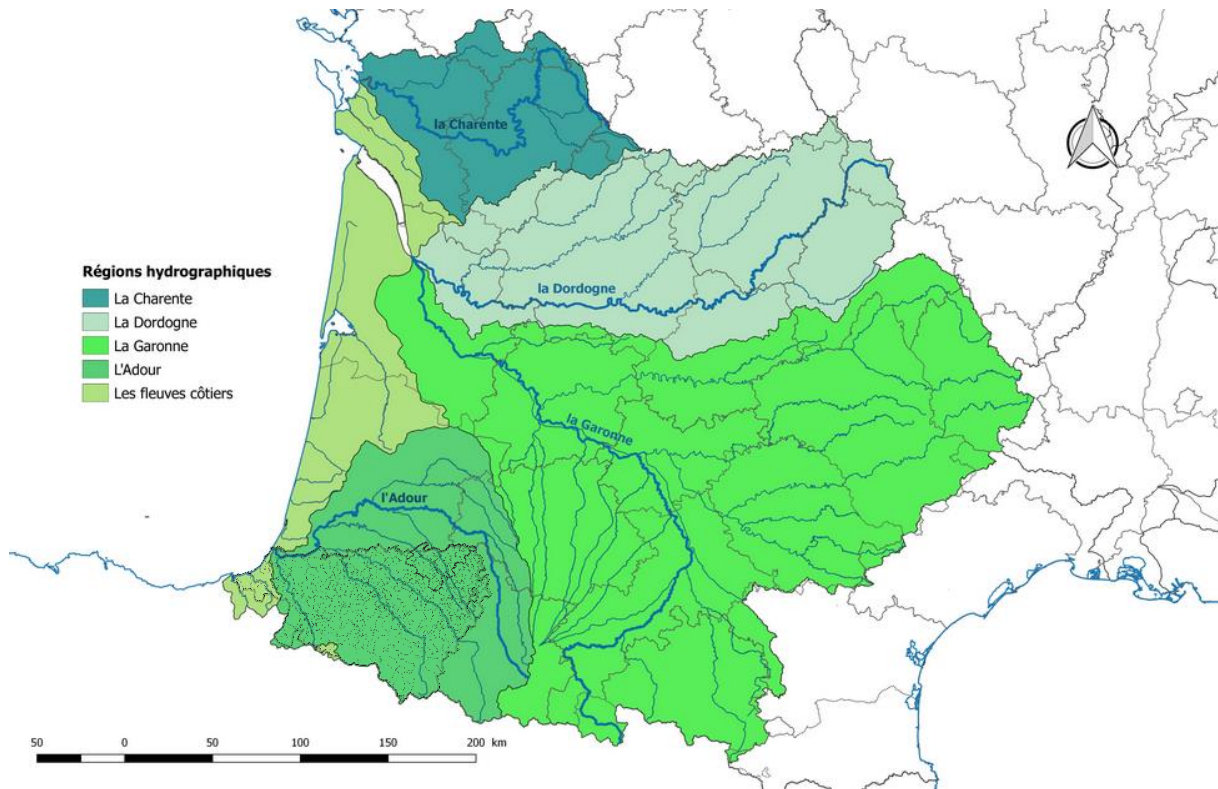 la Charente
la Dordogne
Régions hydrographiques
La Charente
La Dordogne
La Garonne
L'Adour
Les fleuves côtiers
la Garonne
l'Adour
50 0 50 100 150 200 km